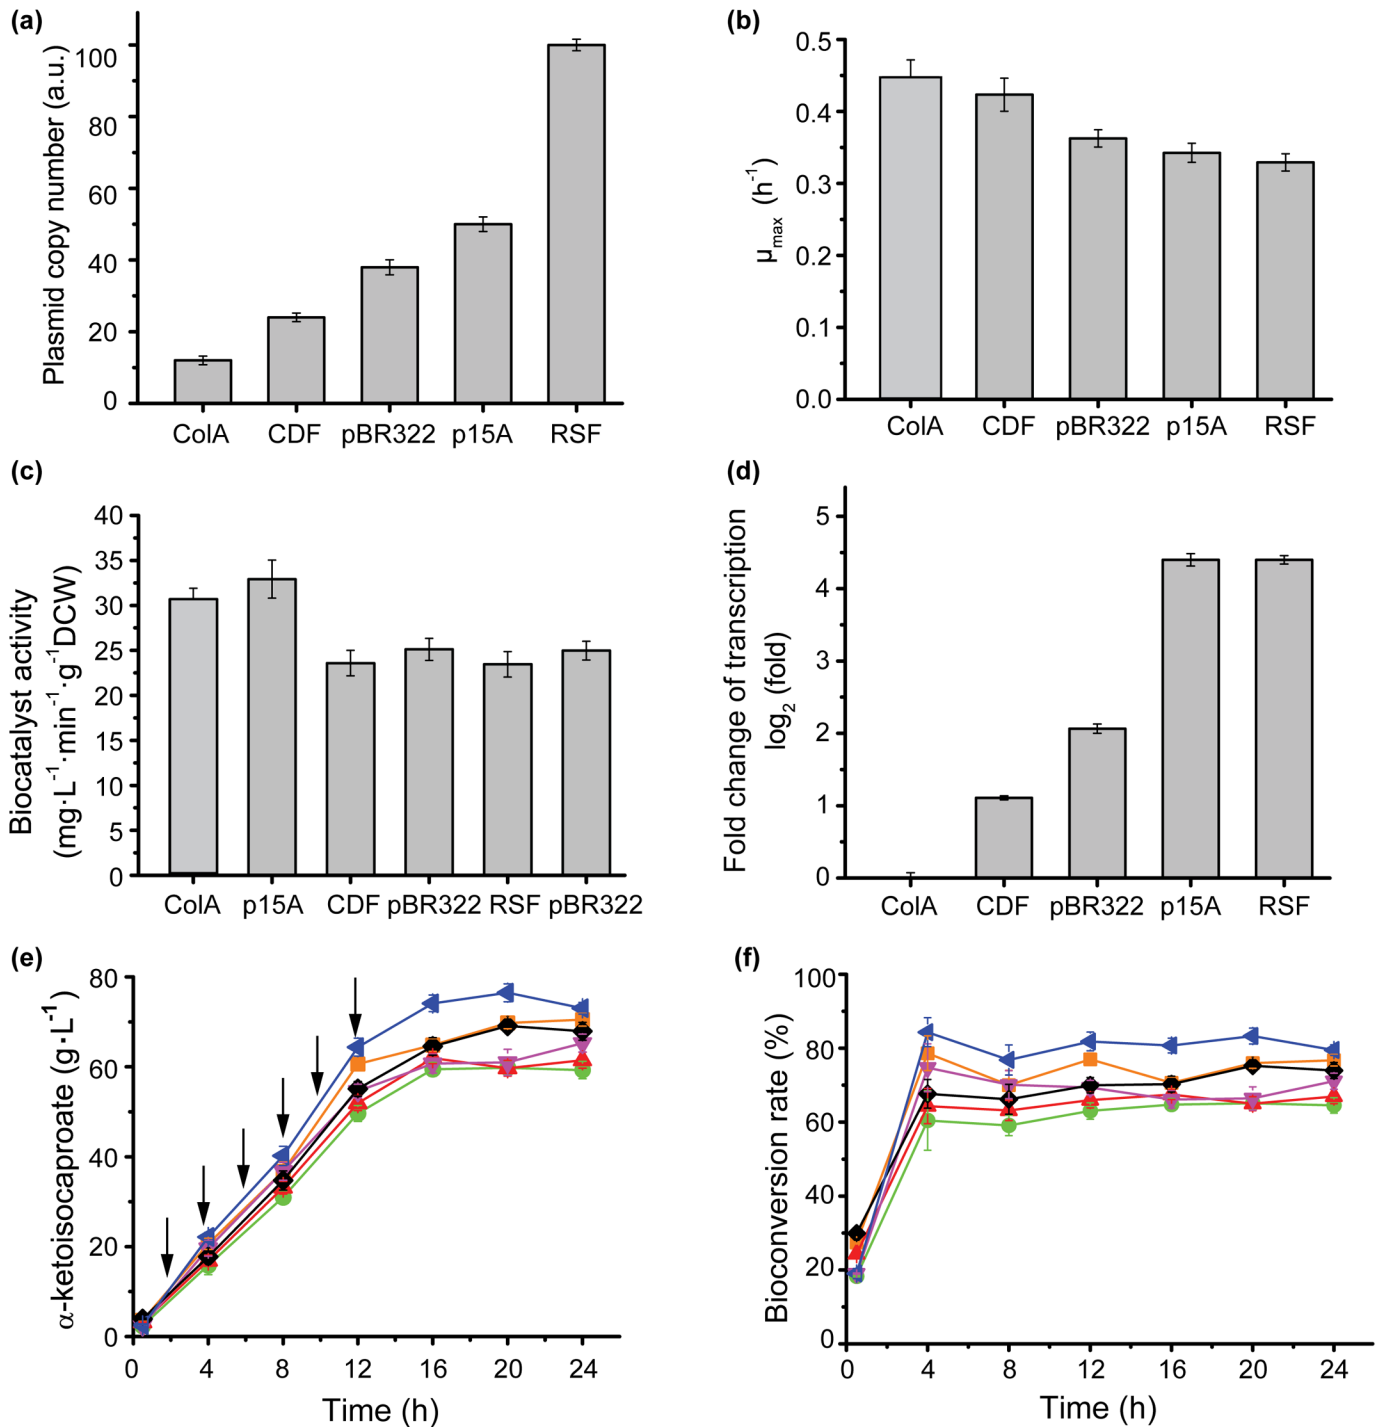 (a)
Plasmid copy number (a.u.)
100
80
60
40
20
0
ColA CDF pBR322 p15A RSF
(b)
μmax (h-1)
0.5
0.4
0.3
0.2
0.1
0.0
ColA CDF pBR322 p15A RSF
(c)
Biocatalyst activity
(mg·L-1·min-1·g-1DCW)
40
35
30
25
20
15
10
5
0
ColA p15A CDF pBR322 RSF pBR322
(d)
Fold change of transcription
log2 (fold)
5
4
3
2
1
0
ColA CDF pBR322 p15A RSF
(e)
α-ketoisocaproate (g·L-1)
80
60
40
20
0
0 4 8 12 16 20 24
Time (h)
(f)
Bioconversion rate (%)
100
80
60
40
20
0
0 4 8 12 16 20 24
Time (h)